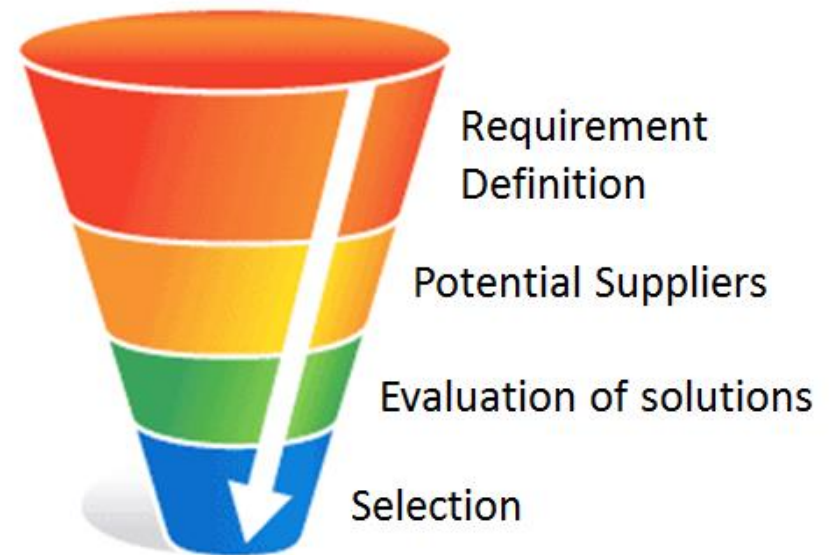 Requirement
Definition
Potential Suppliers
Evaluation of solutions
Selection